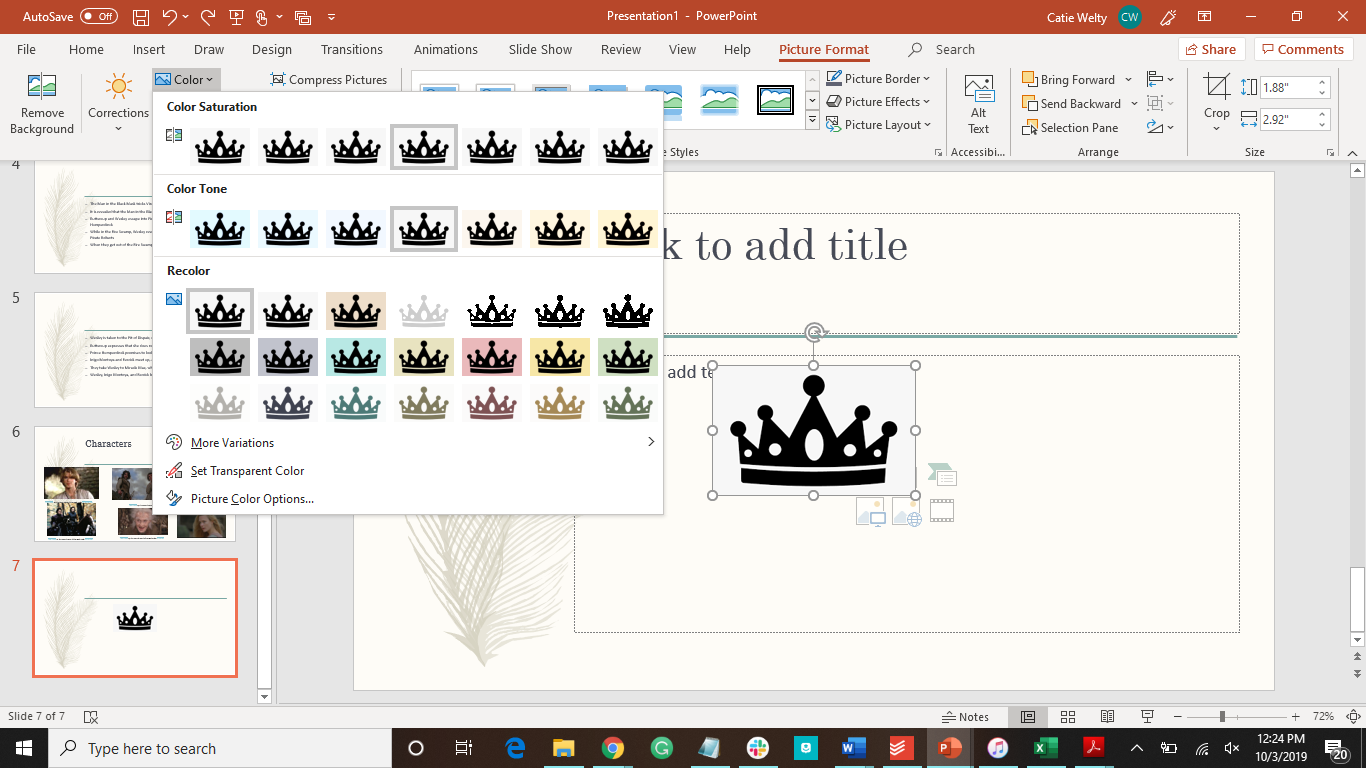 AutoSave Off
Presentation1 - PowerPoint
Catie Welty CW
File Home Insert Draw Design Transitions Animations Slide Show Review View Help Picture Format Search Share Comments
Remove Background
Corrections
Color
Compress Pictures
Picture Border
Picture Effects
Picture Layout
Alt Text
Bring Forward
Send Backward
Selection Pane
Crop
1.88"
2.92"
Styles
Accessibi...
Arrange
Size
Color Saturation
Color Tone
Recolor
More Variations
Set Transparent Color
Picture Color Options...
4
5
6
Characters
7
k to add title
add te
Slide 7 of 7
Notes
72%
Type here to search
12:24 PM
10/3/2019
20